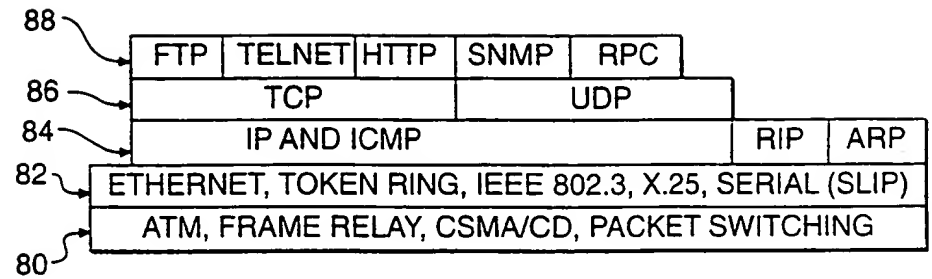 88 FTP TELNET HTTP SNMP RPC
86 TCP UDP
84 IP AND ICMP RIP ARP
82 ETHERNET, TOKEN RING, IEEE 802.3, X.25, SERIAL (SLIP)
80 ATM, FRAME RELAY, CSMA/CD, PACKET SWITCHING